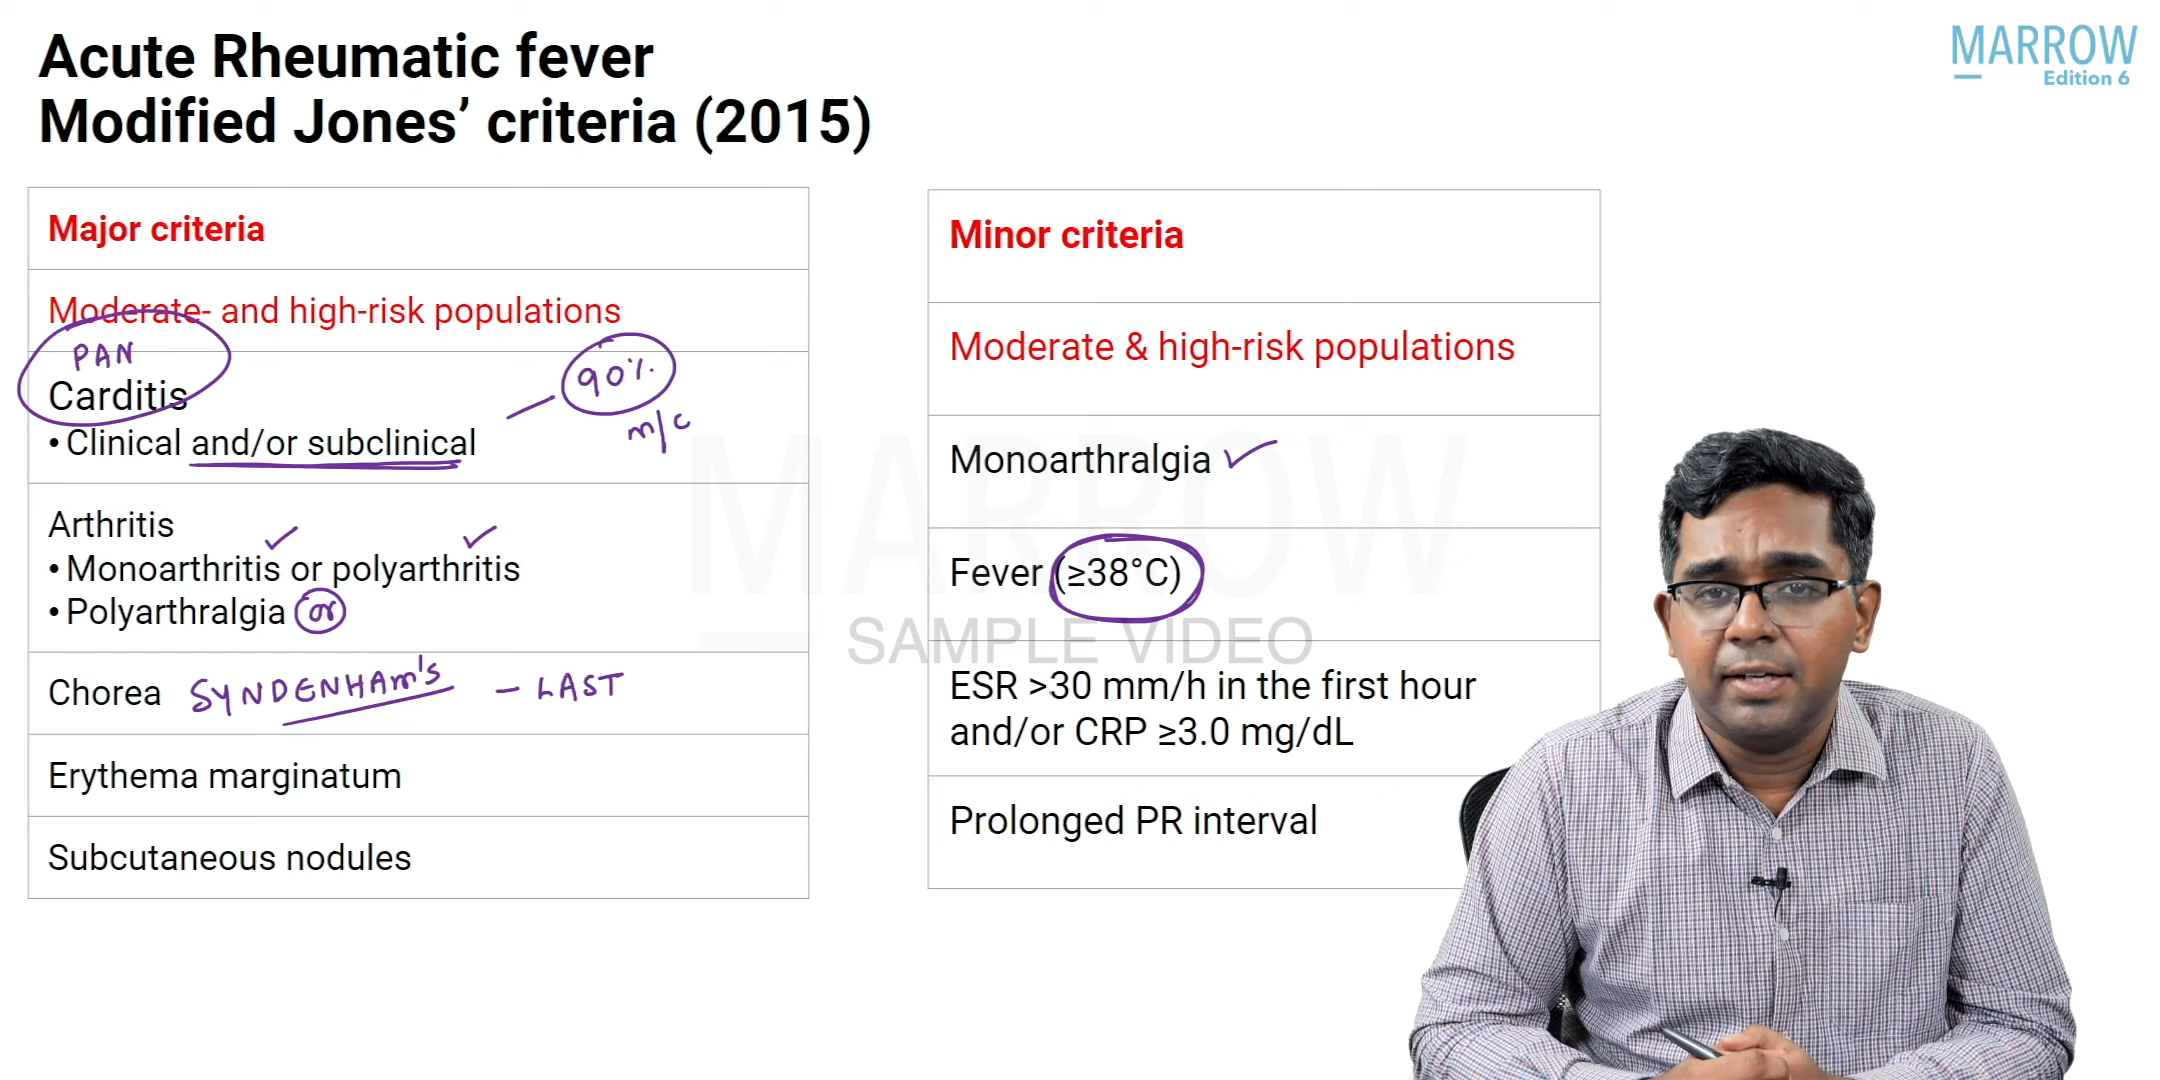 Acute Rheumatic fever
Modified Jones’ criteria (2015)
MARROW
Edition 6
Major criteria
Moderate- and high-risk populations
PAN
Carditis
• Clinical and/or subclinical
90%
m/c
Arthritis
• Monoarthritis or polyarthritis
• Polyarthralgia or
Chorea SYNDENHAM's - LAST
Erythema marginatum
Subcutaneous nodules
Minor criteria
Moderate & high-risk populations
Monoarthralgia
Fever (≥38°C)
ESR >30 mm/h in the first hour
and/or CRP ≥3.0 mg/dL
Prolonged PR interval
MARROW
SAMPLE VIDEO